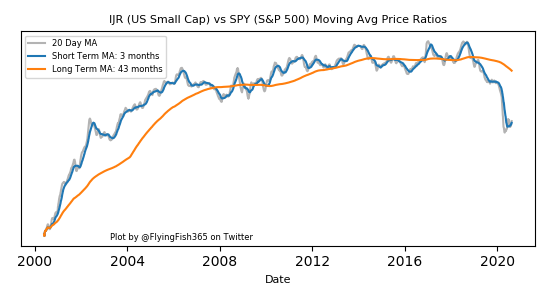 IJR (US Small Cap) vs SPY (S&P 500) Moving Avg Price Ratios
20 Day MA
Short Term MA: 3 months
Long Term MA: 43 months
Plot by @FlyingFish365 on Twitter
2000 2004 2008 2012 2016 2020
Date